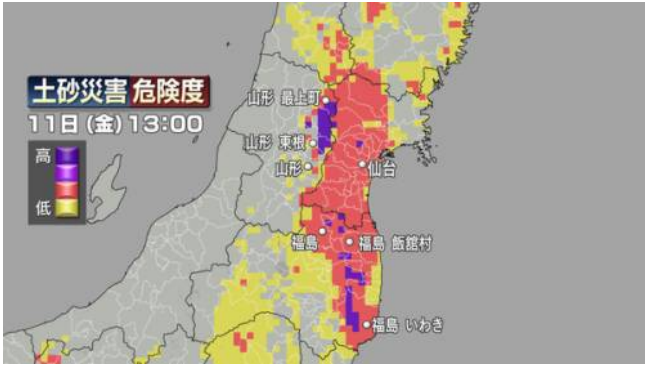 土砂災害 危険度
11日(金)13:00
高
低
山形 最上町
山形 東根
山形
仙台
福島
福島 飯舘村
福島 いわき